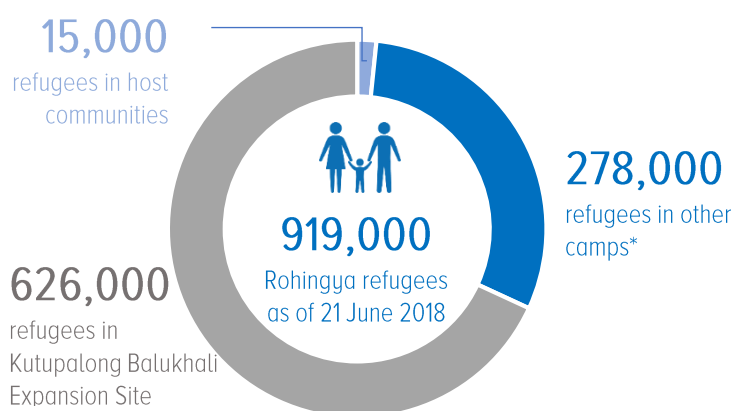 15,000
refugees in host
communities
278,000
refugees in other
camps*
919,000
Rohingya refugees
as of 21 June 2018
626,000
refugees in
Kutupalong Balukhali
Expansion Site